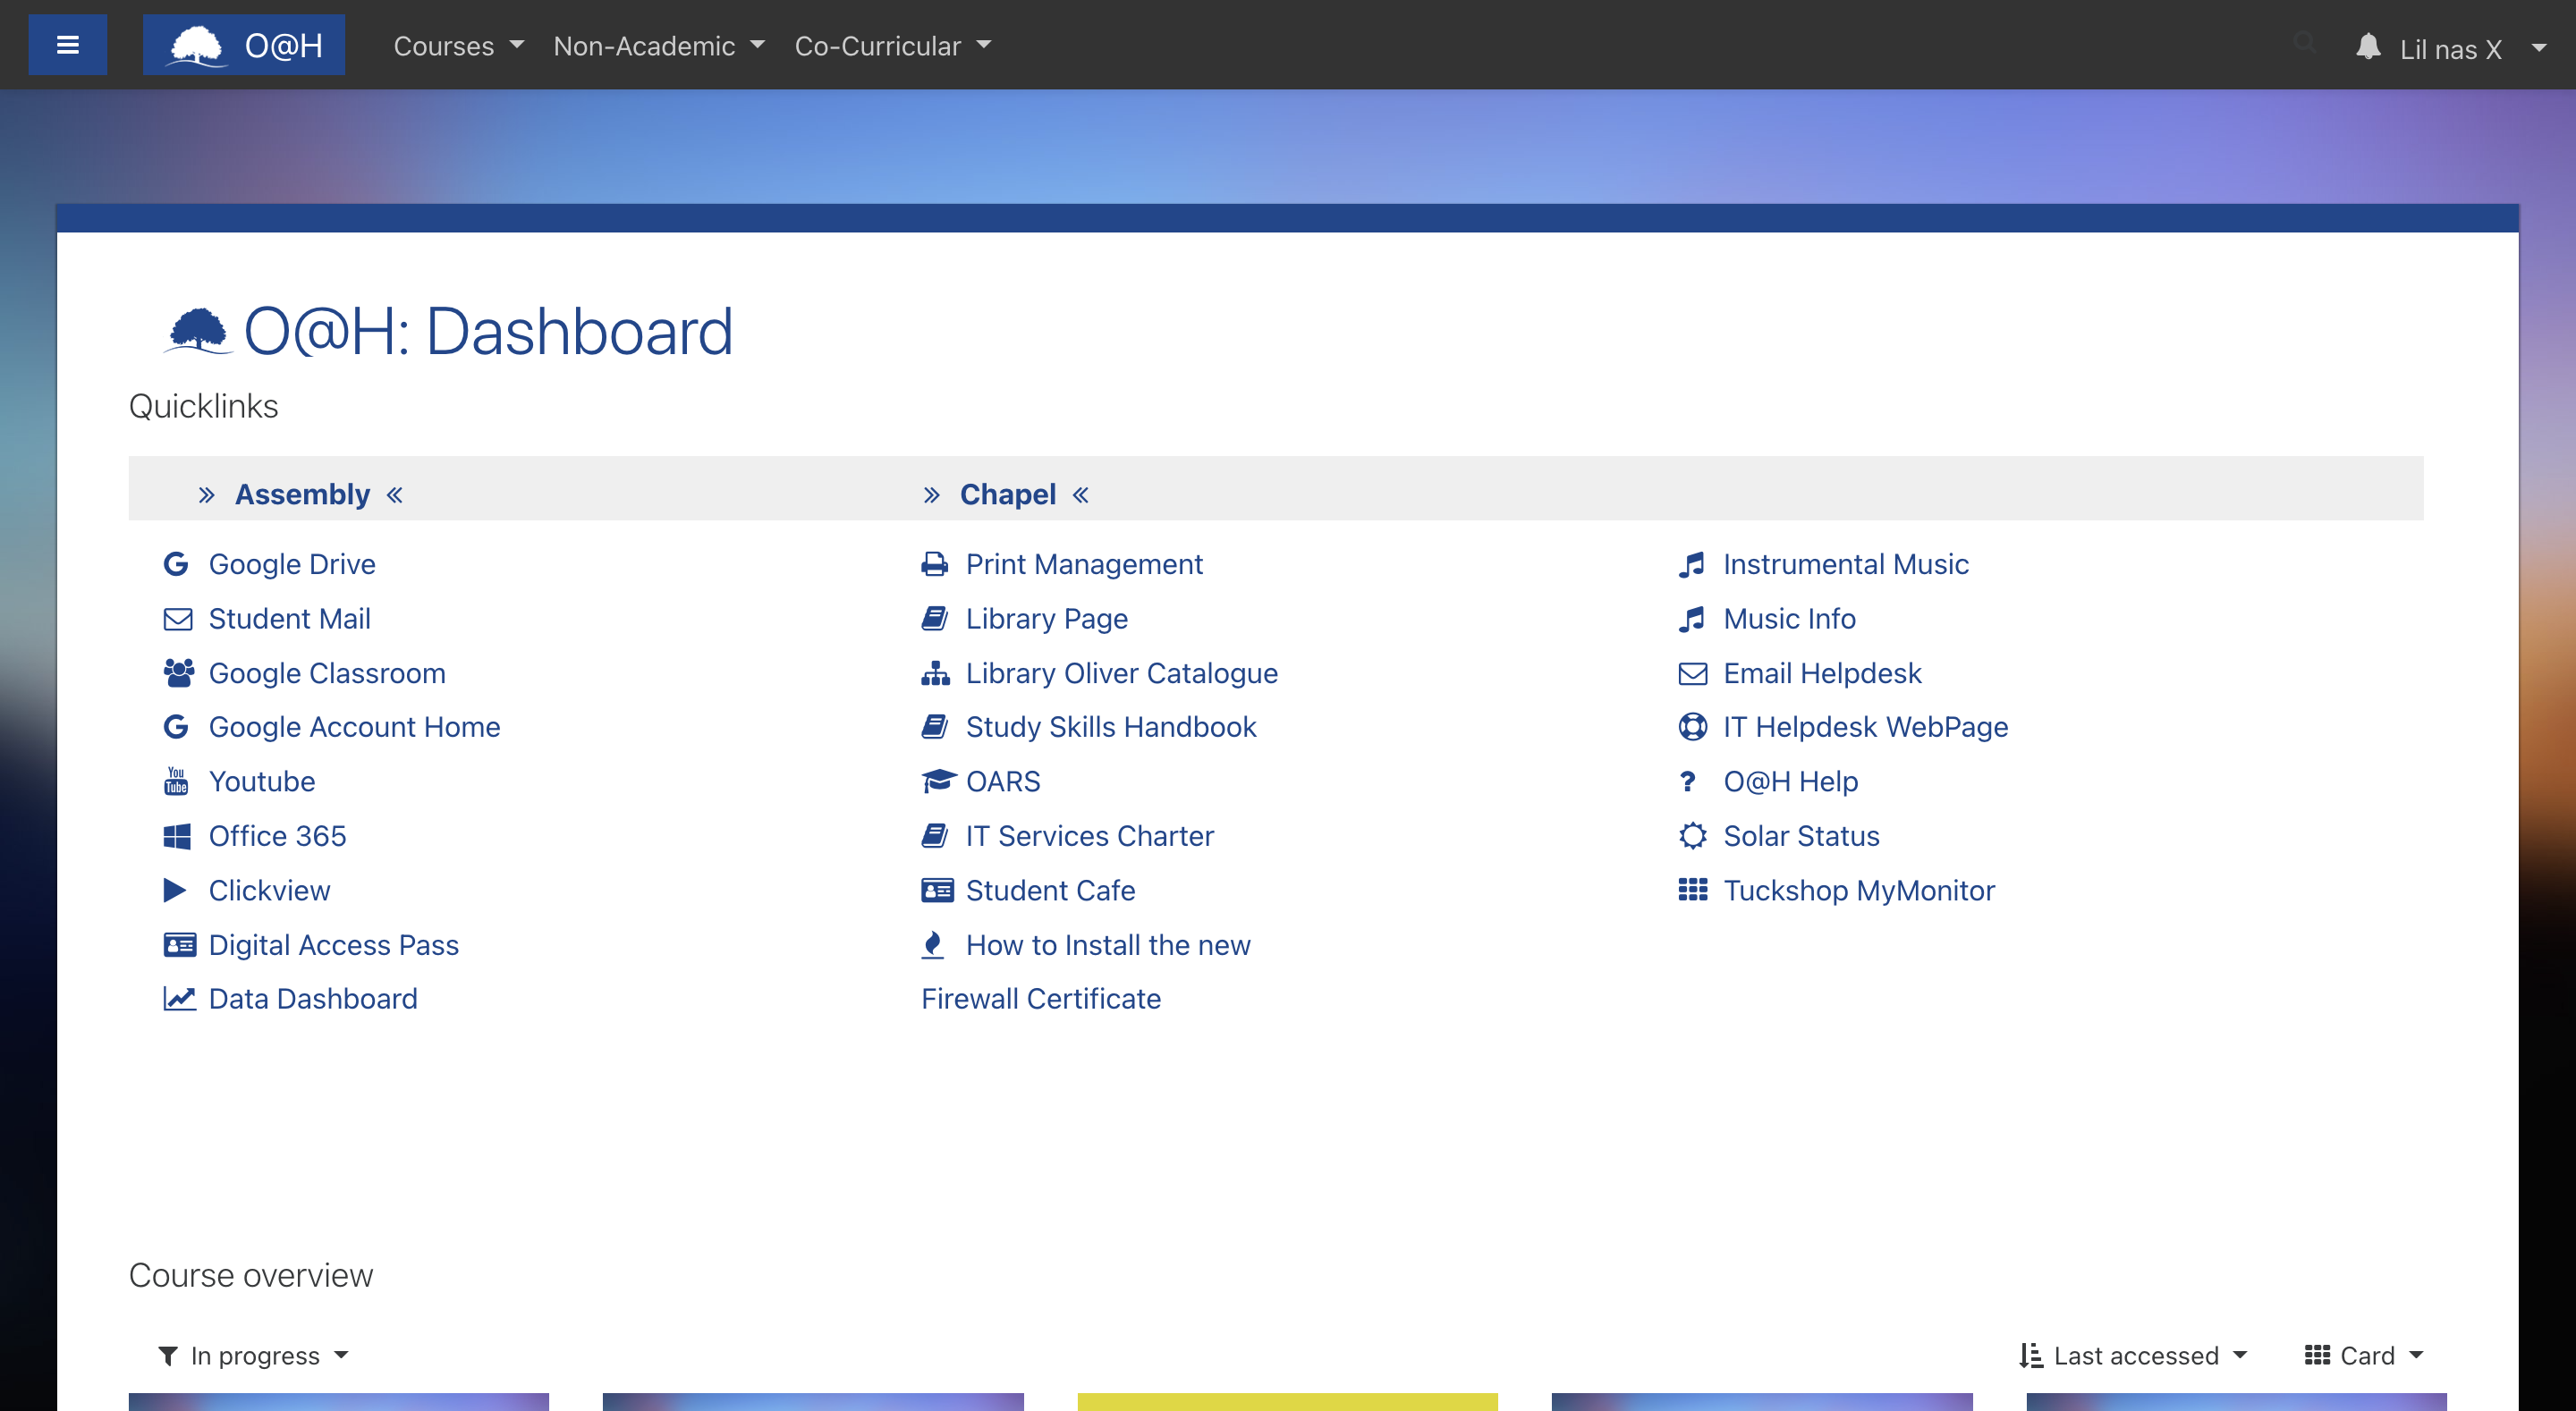 O@H Courses Non-Academic Co-Curricular Lil nas X
O@H: Dashboard
Quicklinks
» Assembly « » Chapel «
Google Drive
Student Mail
Google Classroom
Google Account Home
You Tube Youtube
Office 365
Clickview
Digital Access Pass
Data Dashboard
Print Management
Library Page
Library Oliver Catalogue
Study Skills Handbook
OARS
IT Services Charter
Student Cafe
How to Install the new
Firewall Certificate
Instrumental Music
Music Info
Email Helpdesk
IT Helpdesk WebPage
? O@H Help
Solar Status
Tuckshop MyMonitor
Course overview
In progress Last accessed Card